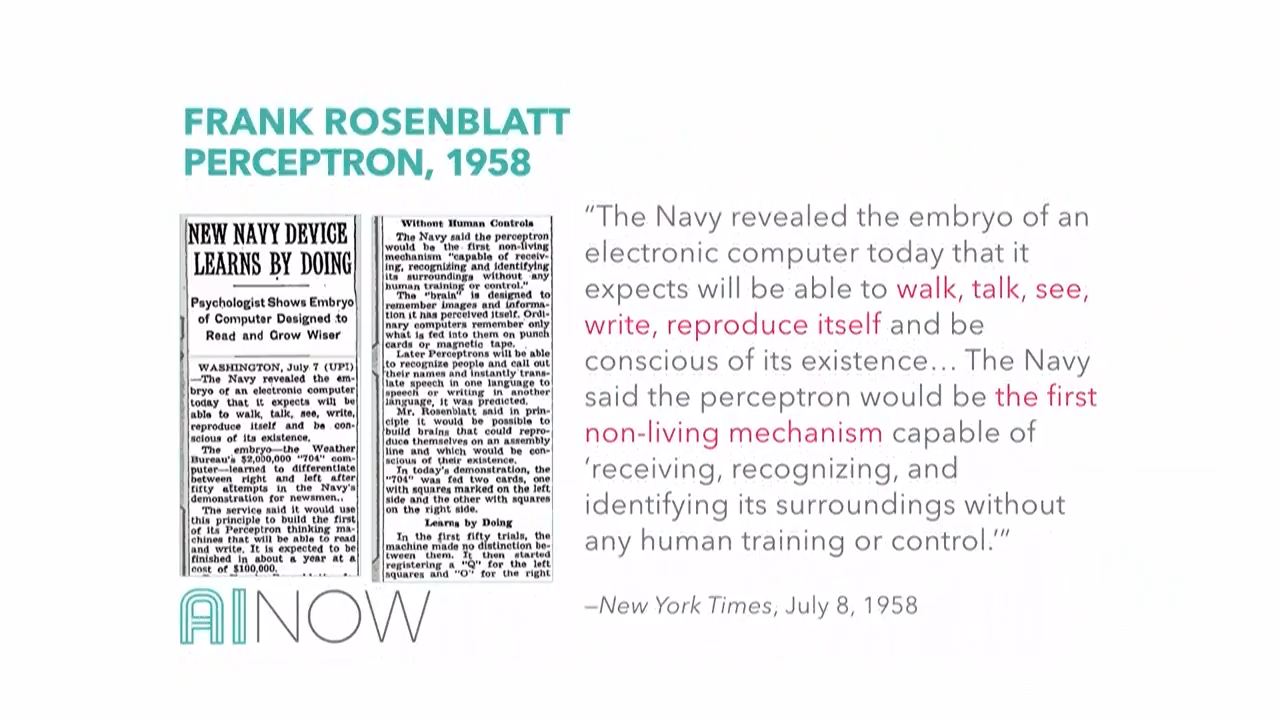 FRANK ROSENBLATT
PERCEPTRON, 1958
NEW NAVY DEVICE
LEARNS BY DOING
Psychologist Shows Embryo
of Computer Designed to
Read and Grow Wiser
WASHINGTON, July 7 (UPI)
—The Navy revealed the em-
bryo of an electronic computer
today that it expects will be
able to walk, talk, see, write,
reproduce itself and be con-
scious of its existence.
The embryo—the Weather
Bureau's $2,000,000 "704" com-
puter—learned to differentiate
between right and left after
fifty attempts in the Navy's
demonstration for newsmen..
The service said it would use
this principle to build the first
of its Perceptron thinking ma-
chines that will be able to read
and write. It is expected to be
finished in about a year at a
cost of $100,000.
Without Human Controls
The Navy said the perceptron
would be the first non-living
mechanism "capable of receiv-
ing, recognizing and identifying
its surroundings without any
human training or control."
The "brain" is designed to
remember images and informa-
tion it has perceived itself. Ordi-
nary computers remember only
what is fed into them on punch
cards or magnetic tape.
Later Perceptrons will be able
to recognize people and call out
their names and instantly trans-
late speech in one language to
speech or writing in another
language, it was predicted.
Mr. Rosenblatt said in prin-
ciple it would be possible to
build brains that could repro-
duce themselves on an assembly
line and which would be con-
scious of their existence.
In today's demonstration, the
"704" was fed two cards, one
with squares marked on the left
side and the other with squares
on the right side.
Learns by Doing
In the first fifty trials, the
machine made no distinction be-
tween them. It then started
registering a "Q" for the left
squares and "O" for the right
“The Navy revealed the embryo of an
electronic computer today that it
expects will be able to walk, talk, see,
write, reproduce itself and be
conscious of its existence… The Navy
said the perceptron would be the first
non-living mechanism capable of
‘receiving, recognizing, and
identifying its surroundings without
any human training or control.’”
–New York Times, July 8, 1958
AINOW